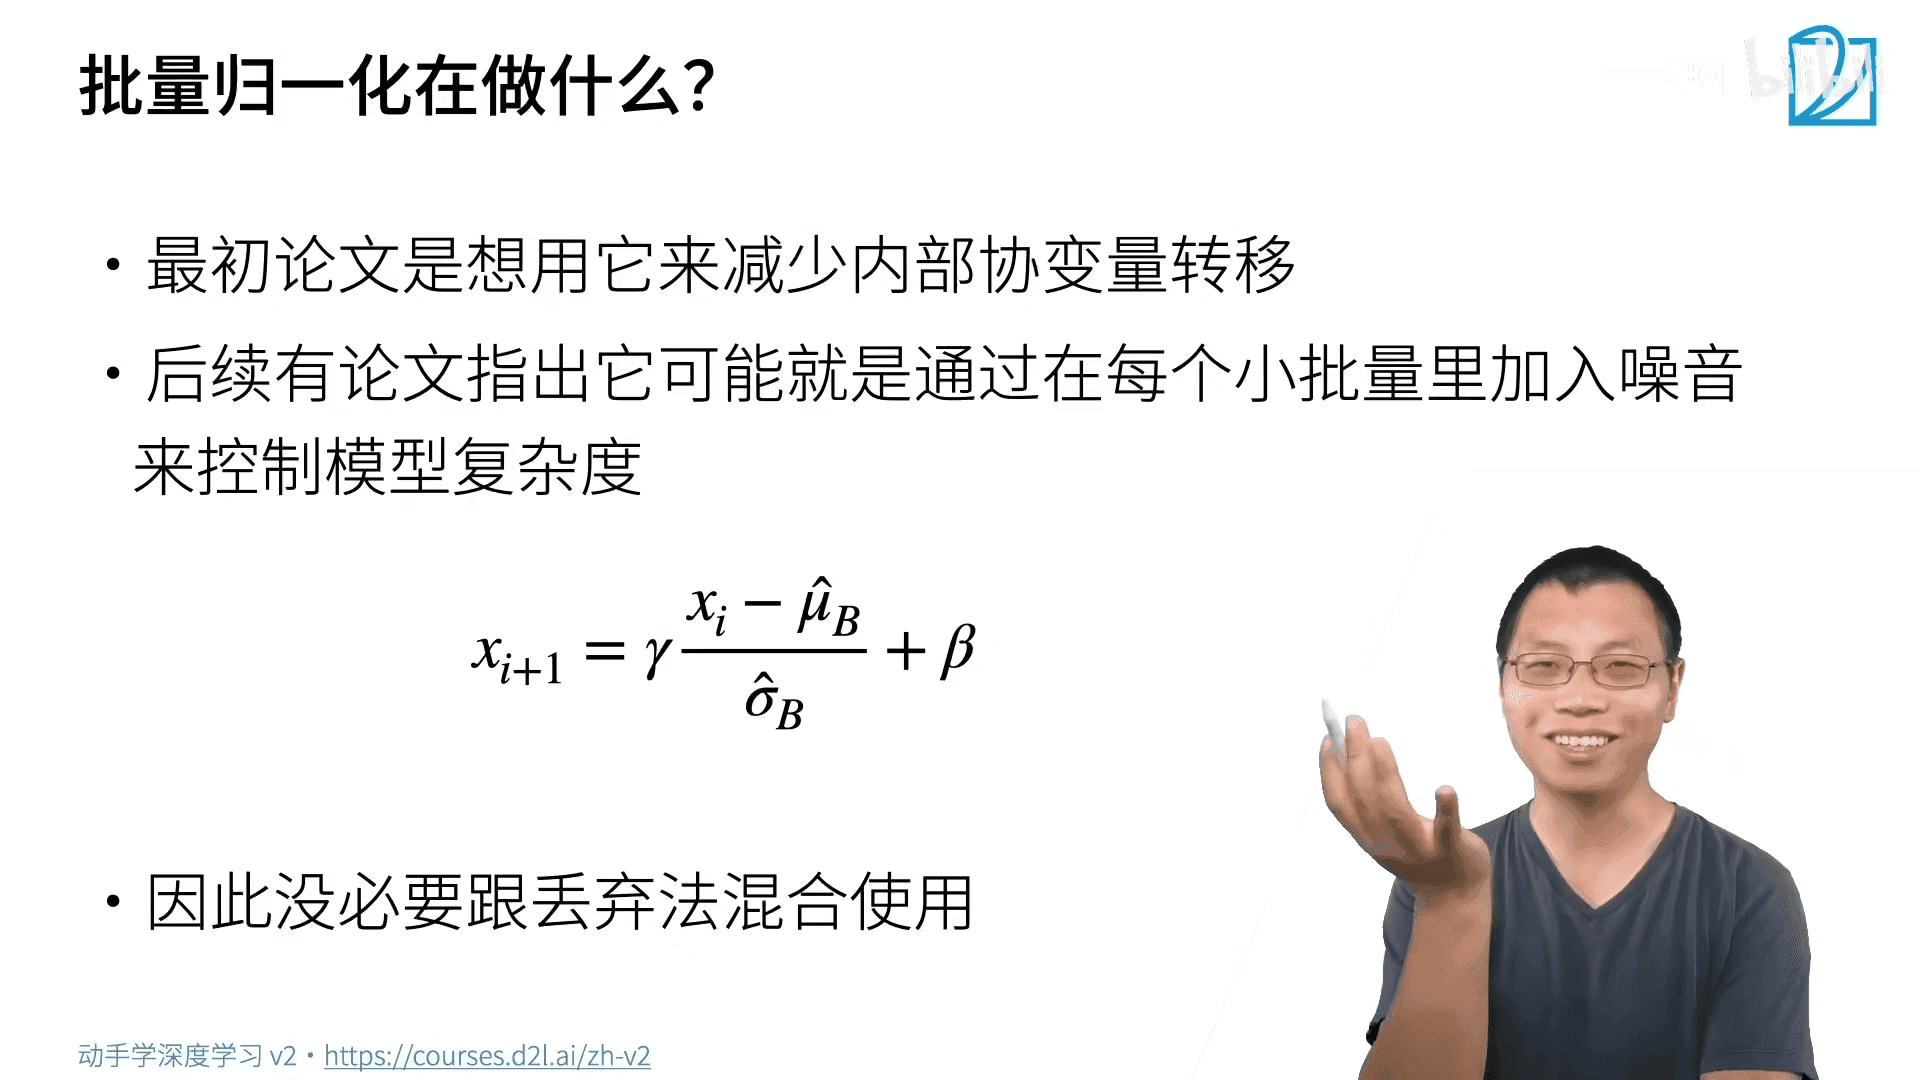 批量归一化在做什么？
• 最初论文是想用它来减少内部协变量转移
• 后续有论文指出它可能就是通过在每个小批量里加入噪音
来控制模型复杂度
x_{i+1} = γ \frac{x_i − \hat{μ}_B}{\hat{σ}_B} + β
• 因此没必要跟丢弃法混合使用
动手学深度学习 v2 • https://courses.d2l.ai/zh-v2